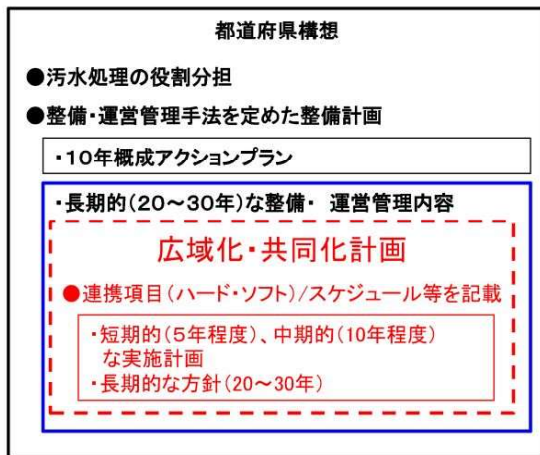 都道府県構想
●汚水処理の役割分担
●整備・運営管理手法を定めた整備計画
・10年概成アクションプラン
・長期的(20～30年)な整備・ 運営管理内容
広域化・共同化計画
●連携項目(ハード・ソフト)/スケジュール等を記載
・短期的(5年程度)、中期的(10年程度)
な実施計画
・長期的な方針(20～30年)